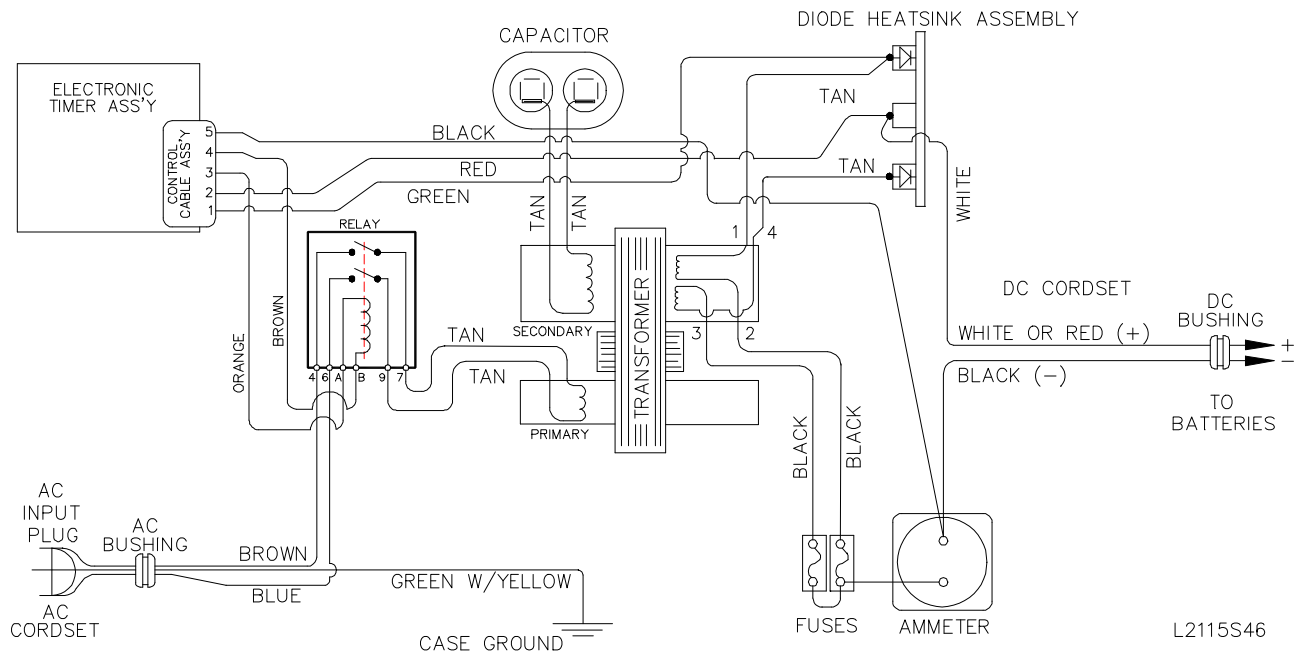 DIODE HEATSINK ASSEMBLY
CAPACITOR
ELECTRONIC
TIMER ASS'Y
CONTROL
CABLE ASS'Y
5
4
3
2
1
BLACK
RED
GREEN
TAN
TAN
WHITE
TAN
TAN
RELAY
1
4
SECONDARY
TRANSFORMER
3
2
PRIMARY
BROWN
ORANGE
4
6
A
B
9
7
TAN
TAN
DC CORDSET
DC
BUSHING
WHITE OR RED (+)
+
BLACK (−)
−
TO
BATTERIES
BLACK
BLACK
AC
INPUT
PLUG
AC
BUSHING
BROWN
BLUE
GREEN W/YELLOW
AC
CORDSET
CASE GROUND
FUSES
AMMETER
L2115S46